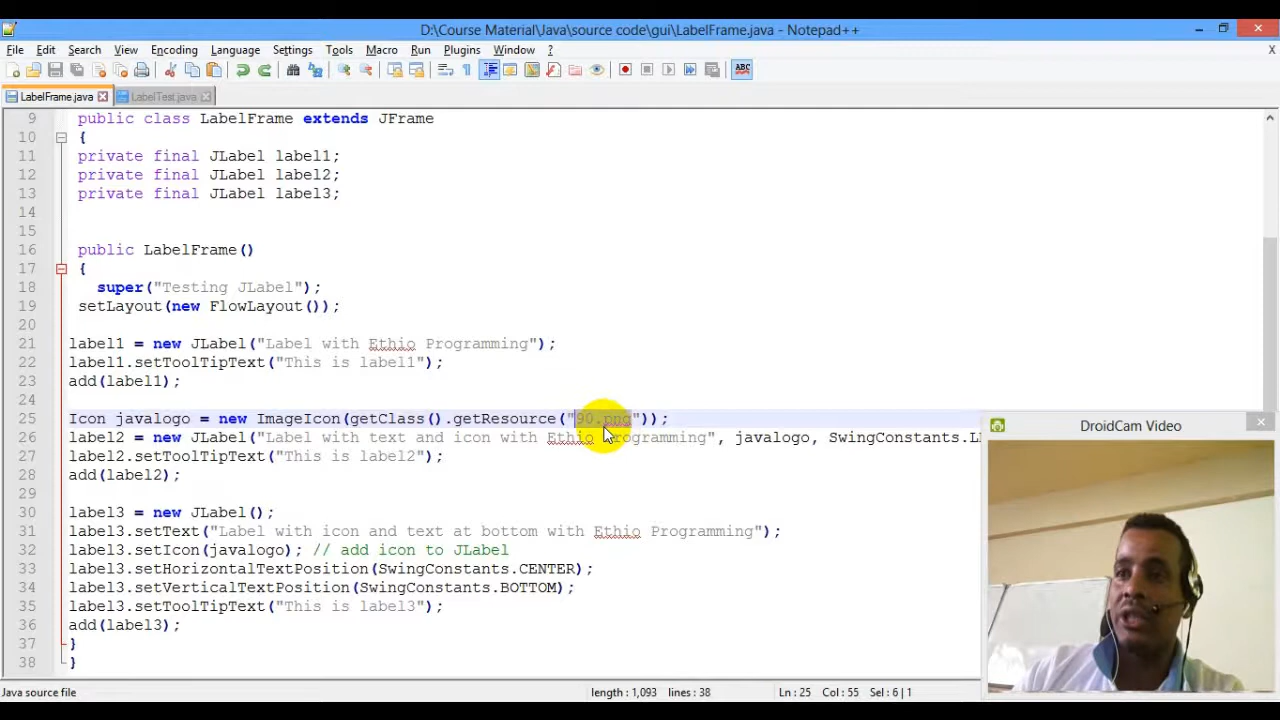 D:\Course Material\Java\source code\gui\LabelFrame.java - Notepad++
File Edit Search View Encoding Language Settings Tools Macro Run Plugins Window ? X
ABC
LabelFrame.java LabelTest.java
9 public class LabelFrame extends JFrame
10 {
11 private final JLabel label1;
12 private final JLabel label2;
13 private final JLabel label3;
14
15
16 public LabelFrame()
17 {
18 super("Testing JLabel");
19 setLayout(new FlowLayout());
20
21 label1 = new JLabel("Label with Ethio Programming");
22 label1.setToolTipText("This is label1");
23 add(label1);
24
25 Icon javalogo = new ImageIcon(getClass().getResource("90.png"));
26 label2 = new JLabel("Label with text and icon with Ethio Programming", javalogo, SwingConstants.
27 label2.setToolTipText("This is label2");
28 add(label2);
29
30 label3 = new JLabel();
31 label3.setText("Label with icon and text at bottom with Ethio Programming");
32 label3.setIcon(javalogo); // add icon to JLabel
33 label3.setHorizontalTextPosition(SwingConstants.CENTER);
34 label3.setVerticalTextPosition(SwingConstants.BOTTOM);
35 label3.setToolTipText("This is label3");
36 add(label3);
37 }
38 }
DroidCam Video
Java source file length : 1,093 lines : 38 Ln : 25 Col : 55 Sel : 6 | 1